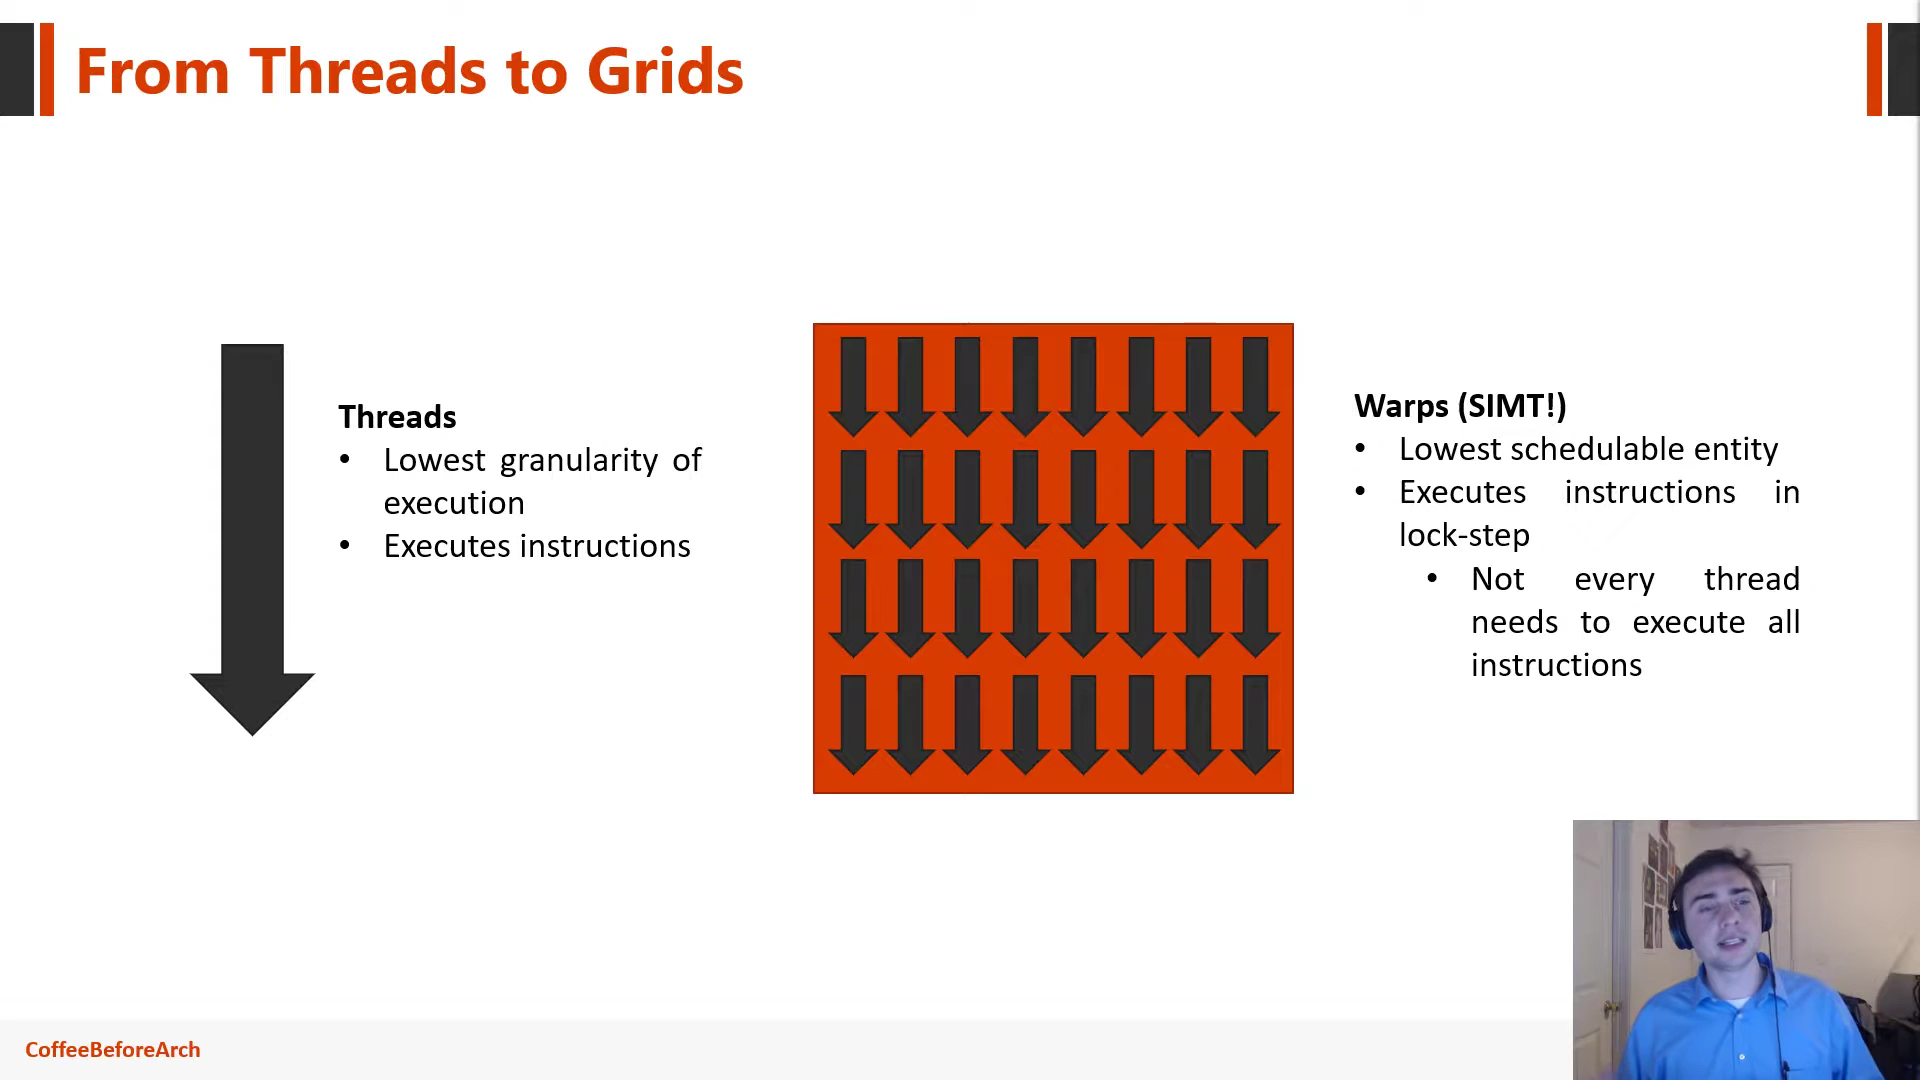 From Threads to Grids
Threads
• Lowest granularity of
execution
• Executes instructions
Warps (SIMT!)
• Lowest schedulable entity
• Executes instructions in
lock-step
• Not every thread
needs to execute all
instructions
CoffeeBeforeArch